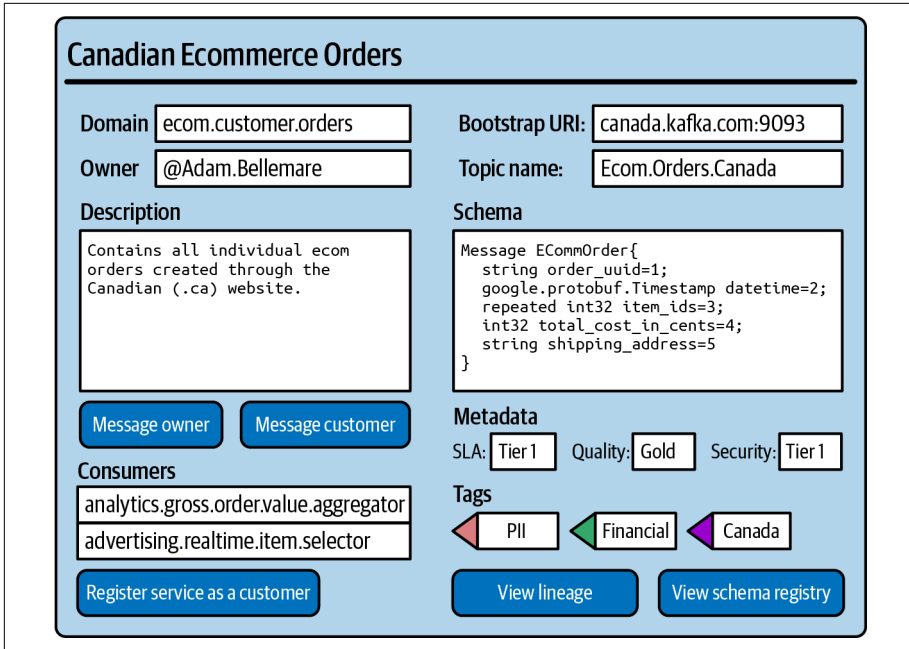 Canadian Ecommerce Orders
Domain ecom.customer.orders
Owner @Adam.Bellemare
Description
Contains all individual ecom
orders created through the
Canadian (.ca) website.
Message owner Message customer
Consumers
analytics.gross.order.value.aggregator
advertising.realtime.item.selector
Register service as a customer
Bootstrap URI: canada.kafka.com:9093
Topic name: Ecom.Orders.Canada
Schema
Message ECommOrder{
  string order_uuid=1;
  google.protobuf.Timestamp datetime=2;
  repeated int32 item_ids=3;
  int32 total_cost_in_cents=4;
  string shipping_address=5
}
Metadata
SLA: Tier 1 Quality: Gold Security: Tier 1
Tags
PII Financial Canada
View lineage View schema registry